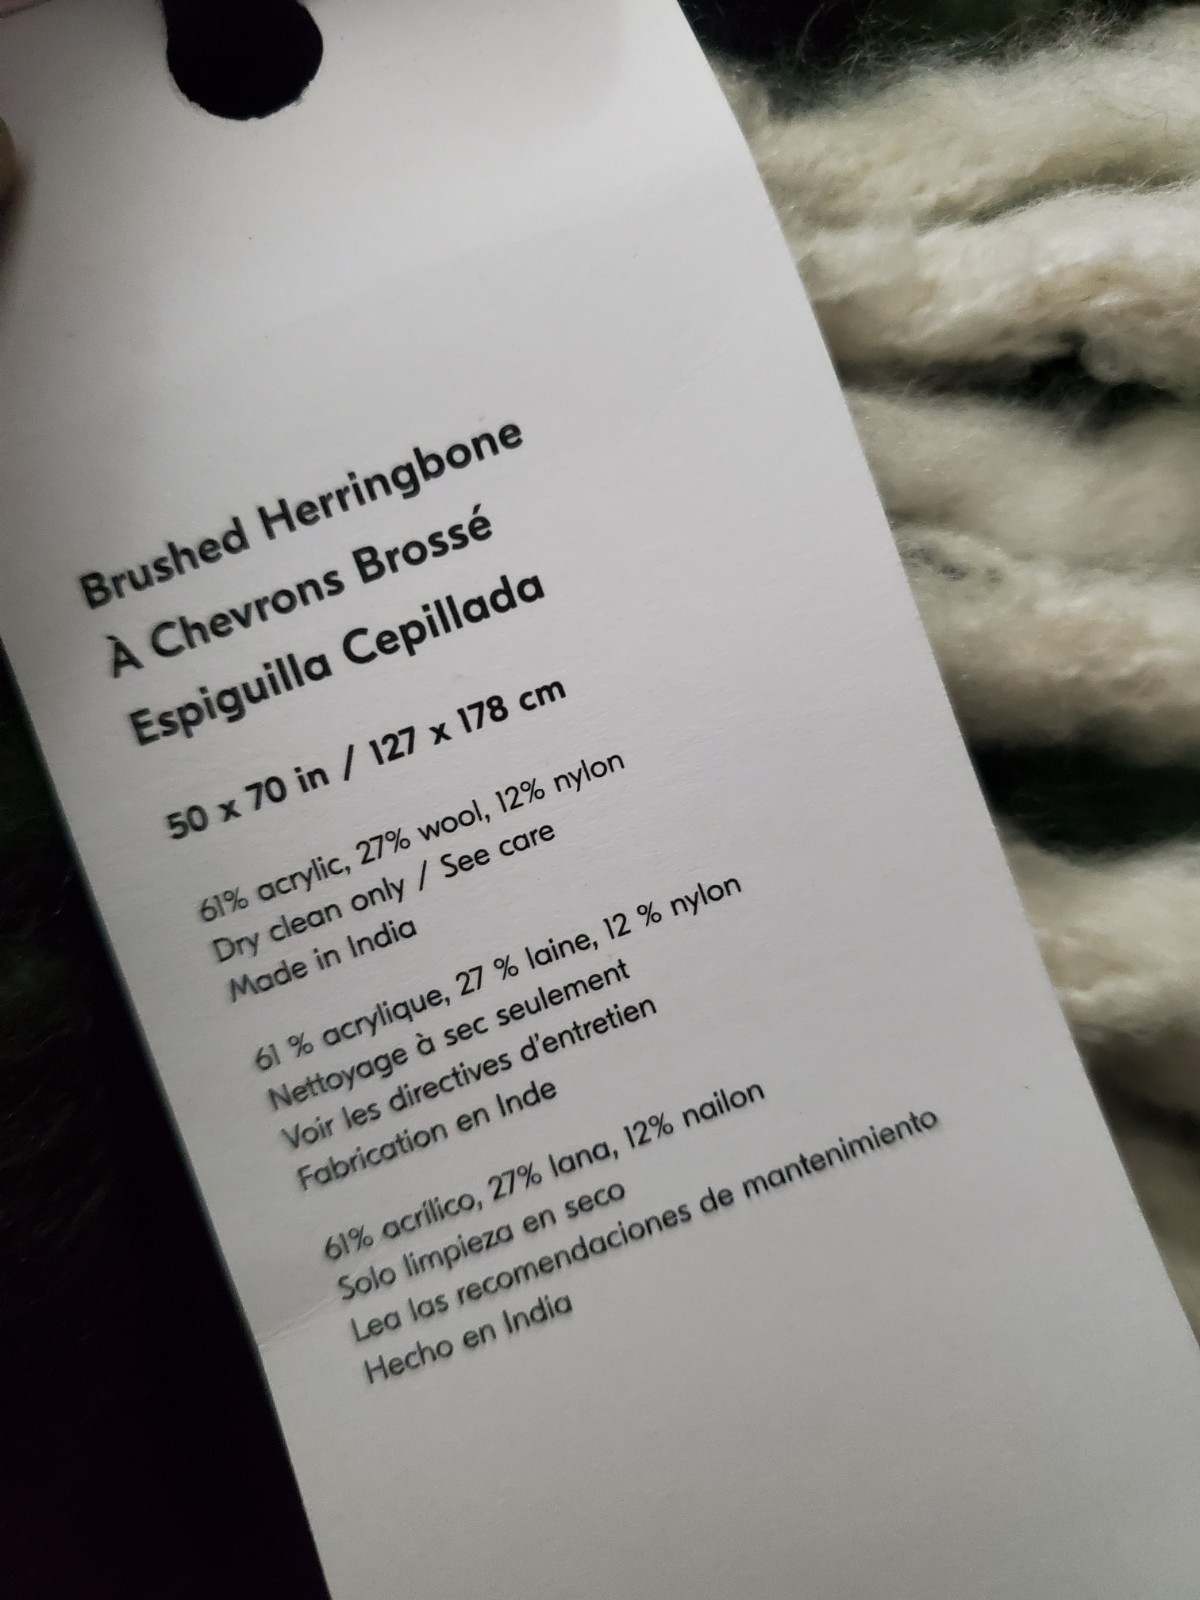 Brushed Herringbone
À Chevrons Brossé
Espiguilla Cepillada
50 x 70 in / 127 x 178 cm
61% acrylic, 27% wool, 12% nylon
Dry clean only / See care
Made in India
61 % acrylique, 27 % laine, 12 % nylon
Nettoyage à sec seulement
Voir les directives d'entretien
Fabrication en Inde
61% acrílico, 27% lana, 12% nailon
Solo limpieza en seco
Lea las recomendaciones de mantenimiento
Hecho en India